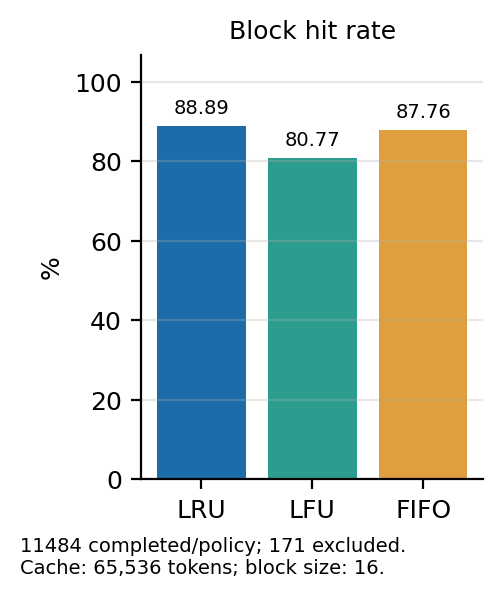 Block hit rate
100
80
60
40
20
0
%
88.89
80.77
87.76
LRU LFU FIFO
11484 completed/policy; 171 excluded.
Cache: 65,536 tokens; block size: 16.